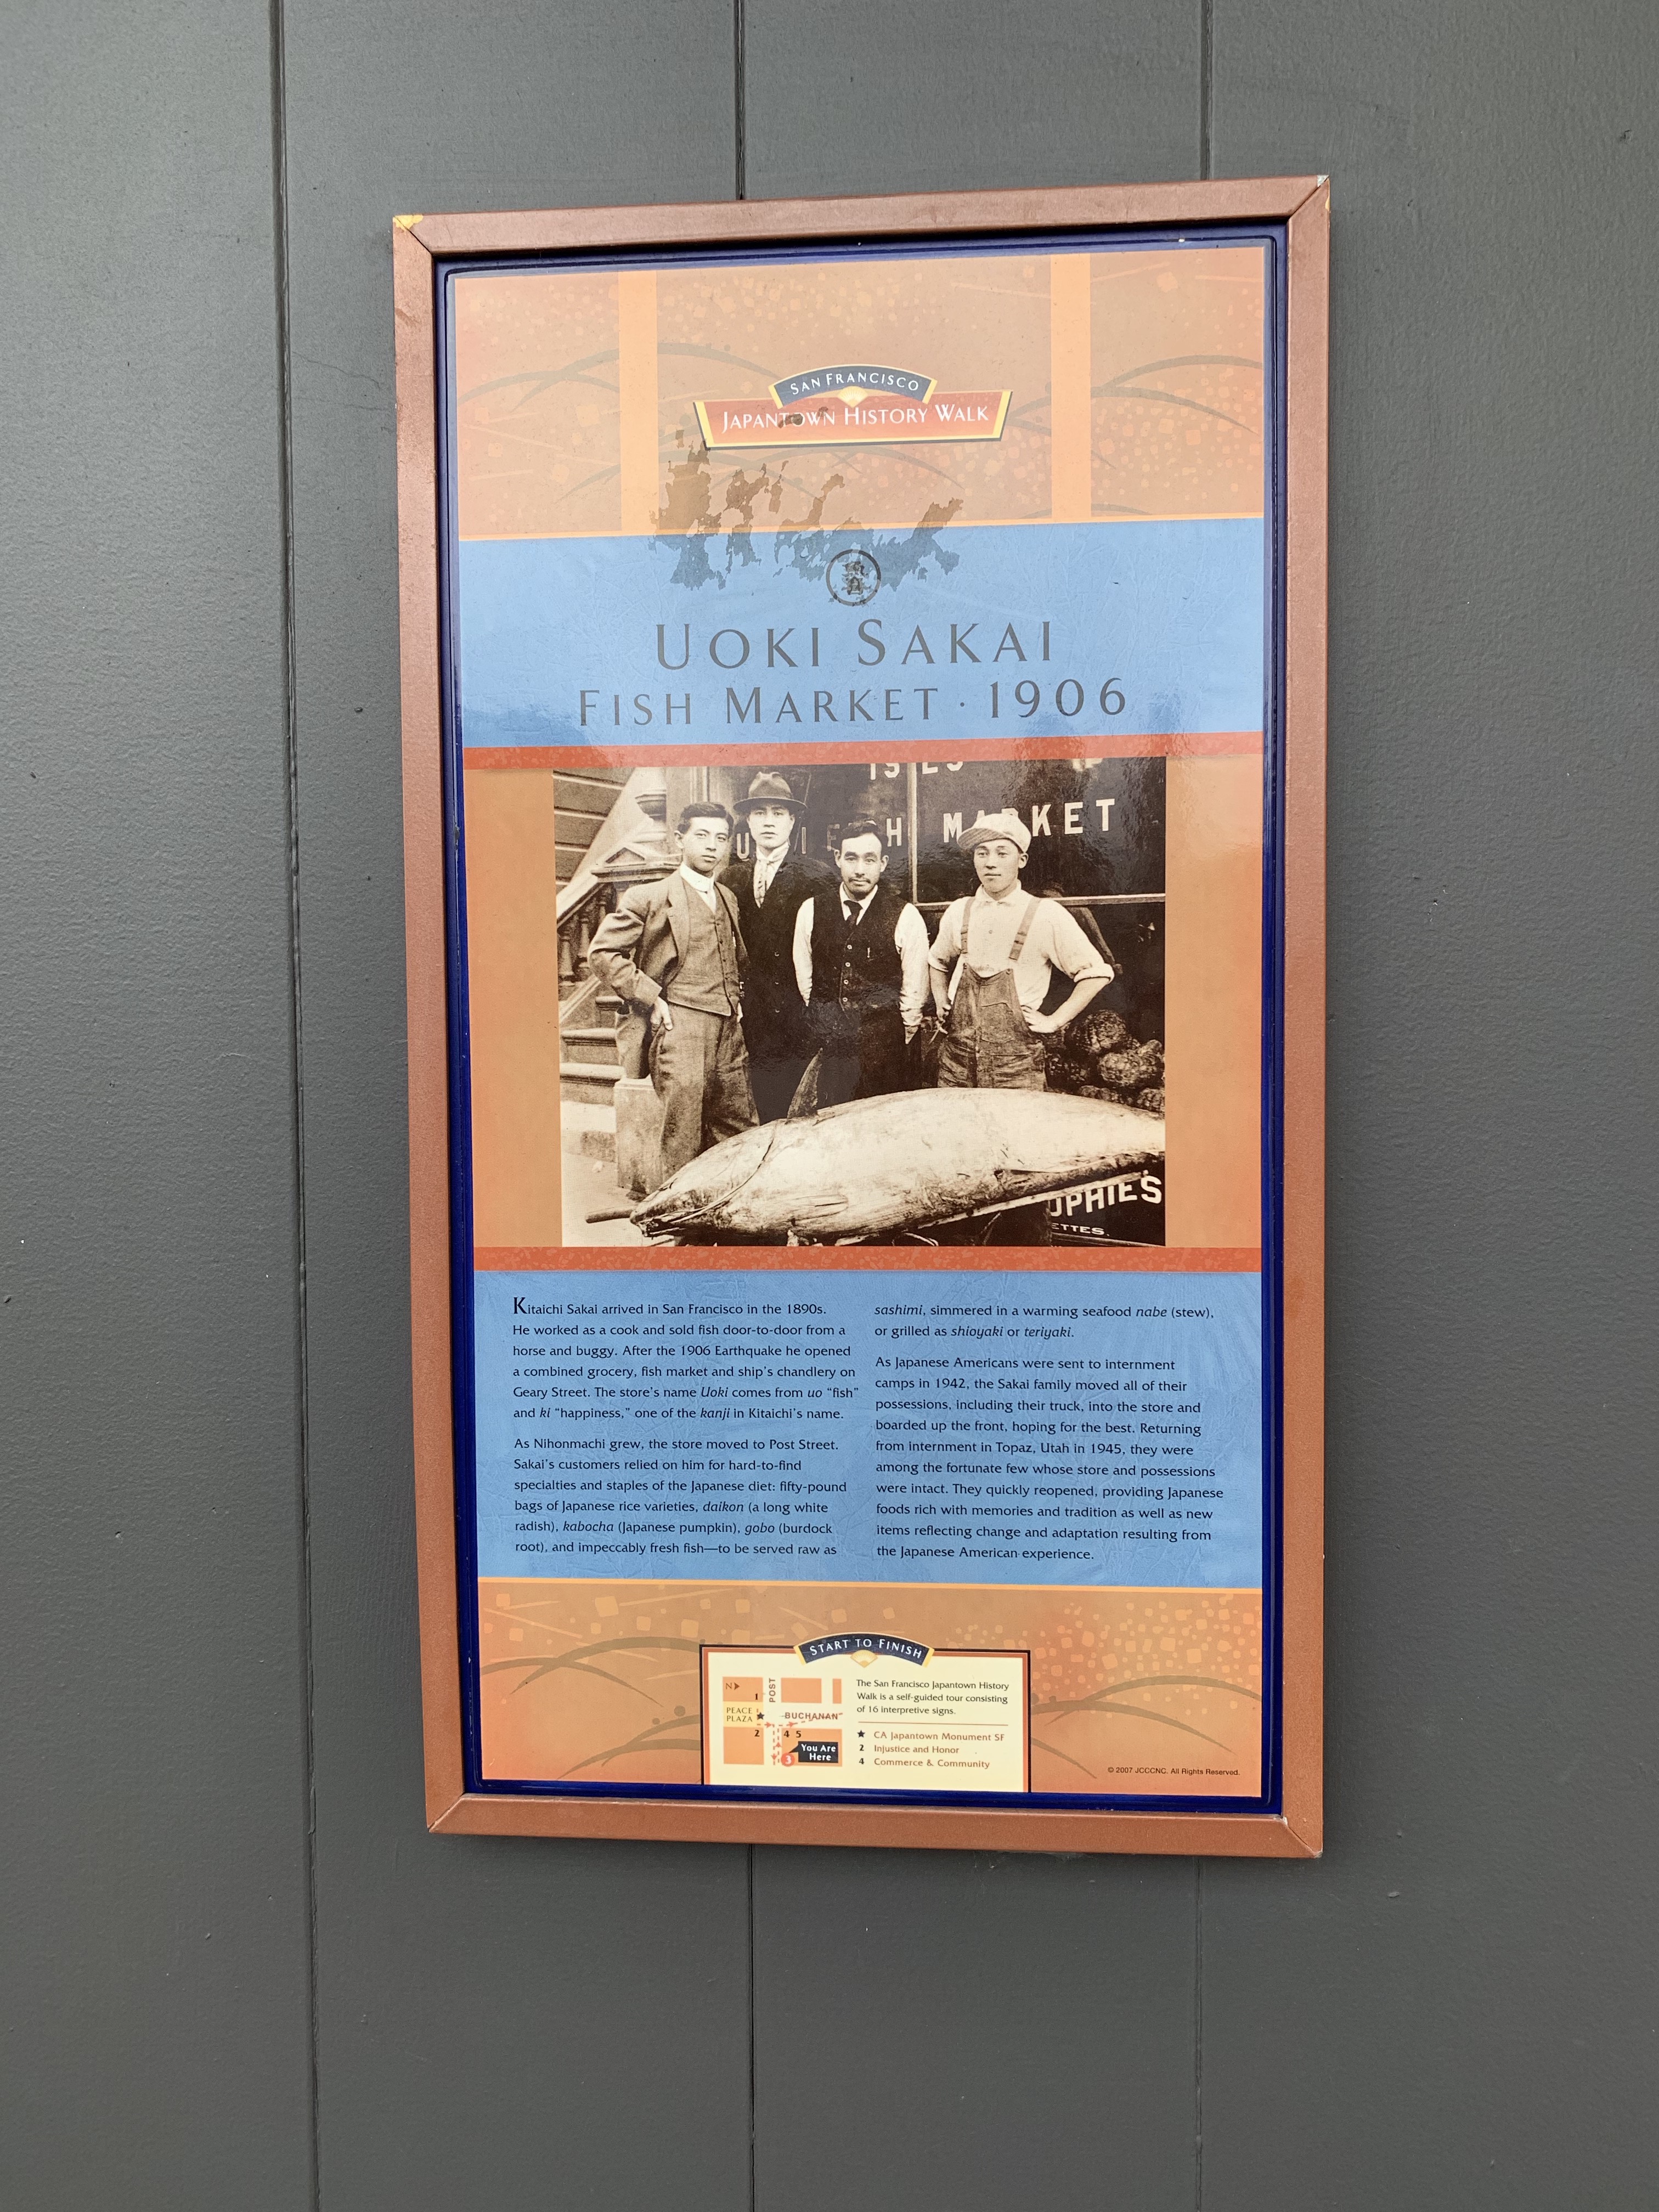 SAN FRANCISCO
JAPANTOWN HISTORY WALK
UOKI SAKAI
FISH MARKET · 1906
MARKET
OPHIE'S
ETTES.
Kitaichi Sakai arrived in San Francisco in the 1890s.
He worked as a cook and sold fish door-to-door from a
horse and buggy. After the 1906 Earthquake he opened
a combined grocery, fish market and ship's chandlery on
Geary Street. The store's name Uoki comes from uo “fish”
and ki “happiness,” one of the kanji in Kitaichi's name.
As Nihonmachi grew, the store moved to Post Street.
Sakai's customers relied on him for hard-to-find
specialties and staples of the Japanese diet: fifty-pound
bags of Japanese rice varieties, daikon (a long white
radish), kabocha (Japanese pumpkin), gobo (burdock
root), and impeccably fresh fish—to be served raw as
sashimi, simmered in a warming seafood nabe (stew),
or grilled as shioyaki or teriyaki.
As Japanese Americans were sent to internment
camps in 1942, the Sakai family moved all of their
possessions, including their truck, into the store and
boarded up the front, hoping for the best. Returning
from internment in Topaz, Utah in 1945, they were
among the fortunate few whose store and possessions
were intact. They quickly reopened, providing Japanese
foods rich with memories and tradition as well as new
items reflecting change and adaptation resulting from
the Japanese American experience.
START TO FINISH
N
POST
1
PEACE
PLAZA
BUCHANAN
2 4 5
You Are
Here
3
The San Francisco Japantown History
Walk is a self-guided tour consisting
of 16 interpretive signs.
★ CA Japantown Monument SF
2 Injustice and Honor
4 Commerce & Community
© 2007 JCCCNC. All Rights Reserved.